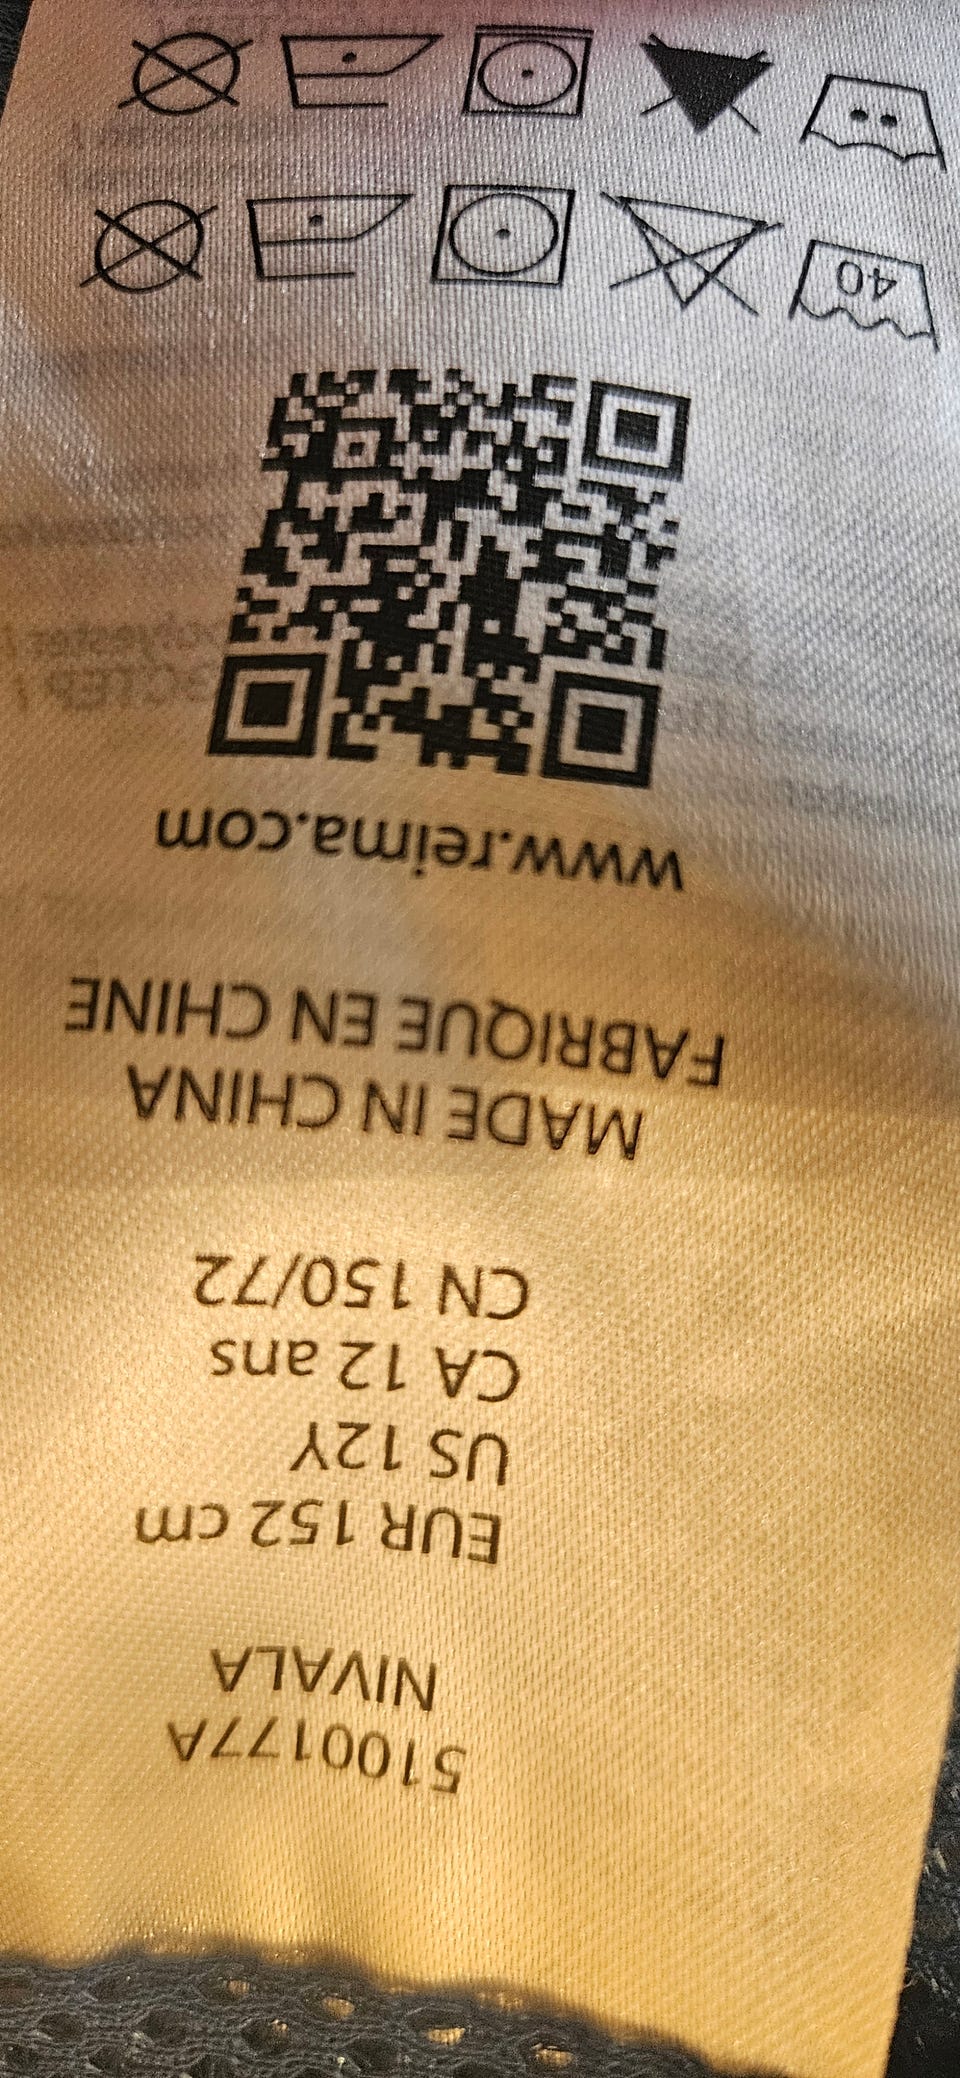 5100177A
NIVALA
EUR 152 cm
US 12Y
CA 12 ans
CN 150/72
MADE IN CHINA
FABRIQUE EN CHINE
www.reima.com
40